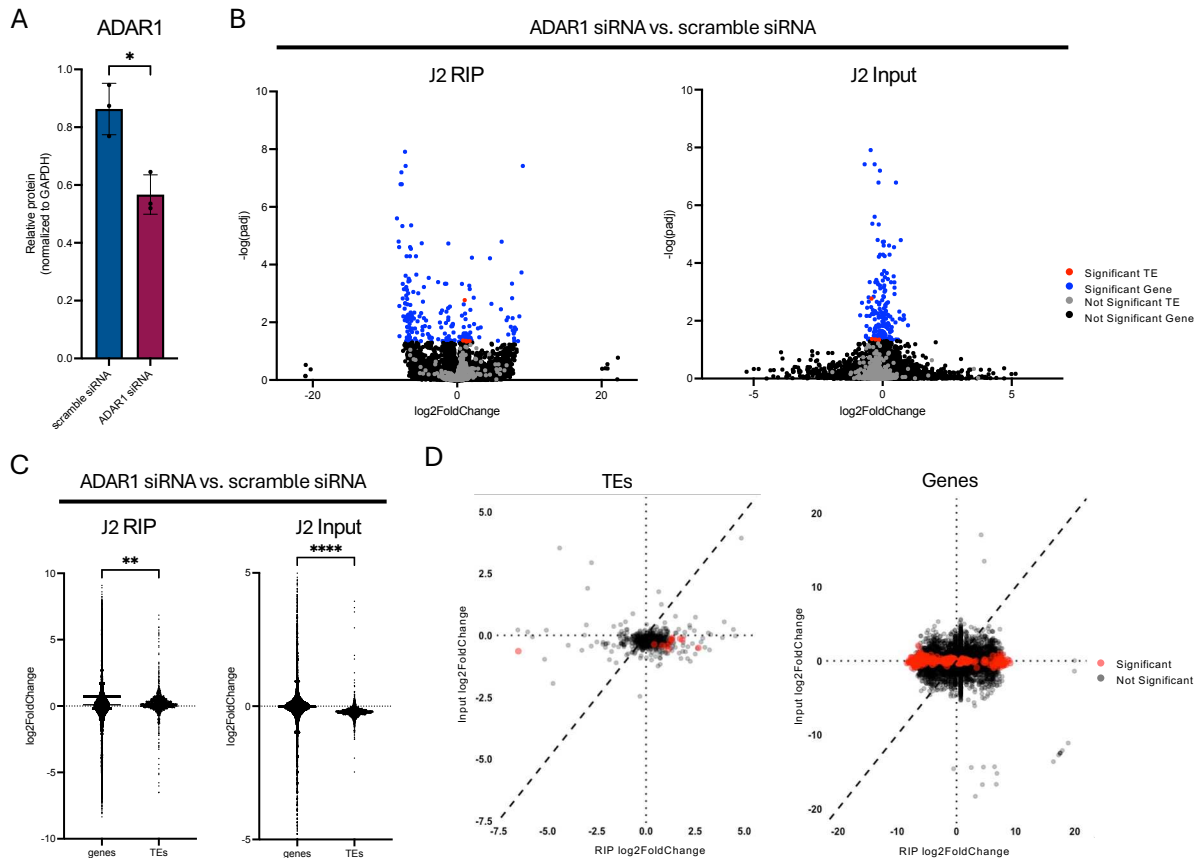 A
ADAR1
*
Relative protein
(normalized to GAPDH)
1.0
0.8
0.6
0.4
0.2
0.0
scramble siRNA
ADAR1 siRNA
B
ADAR1 siRNA vs. scramble siRNA
J2 RIP
-log(padj)
10
8
6
4
2
0
-20
0
20
log2FoldChange
J2 Input
-log(padj)
10
8
6
4
2
0
-5
0
5
log2FoldChange
Significant TE
Significant Gene
Not Significant TE
Not Significant Gene
C
ADAR1 siRNA vs. scramble siRNA
J2 RIP
**
log2FoldChange
10
5
0
-5
-10
genes
TEs
J2 Input
****
log2FoldChange
5
0
-5
genes
TEs
D
TEs
Input log2FoldChange
5.0
2.5
0.0
-2.5
-5.0
-7.5
-7.5
-5.0
-2.5
0.0
2.5
5.0
Genes
Input log2FoldChange
20
10
0
-10
-20
-20
-10
0
10
20
RIP log2FoldChange
Significant
Not Significant